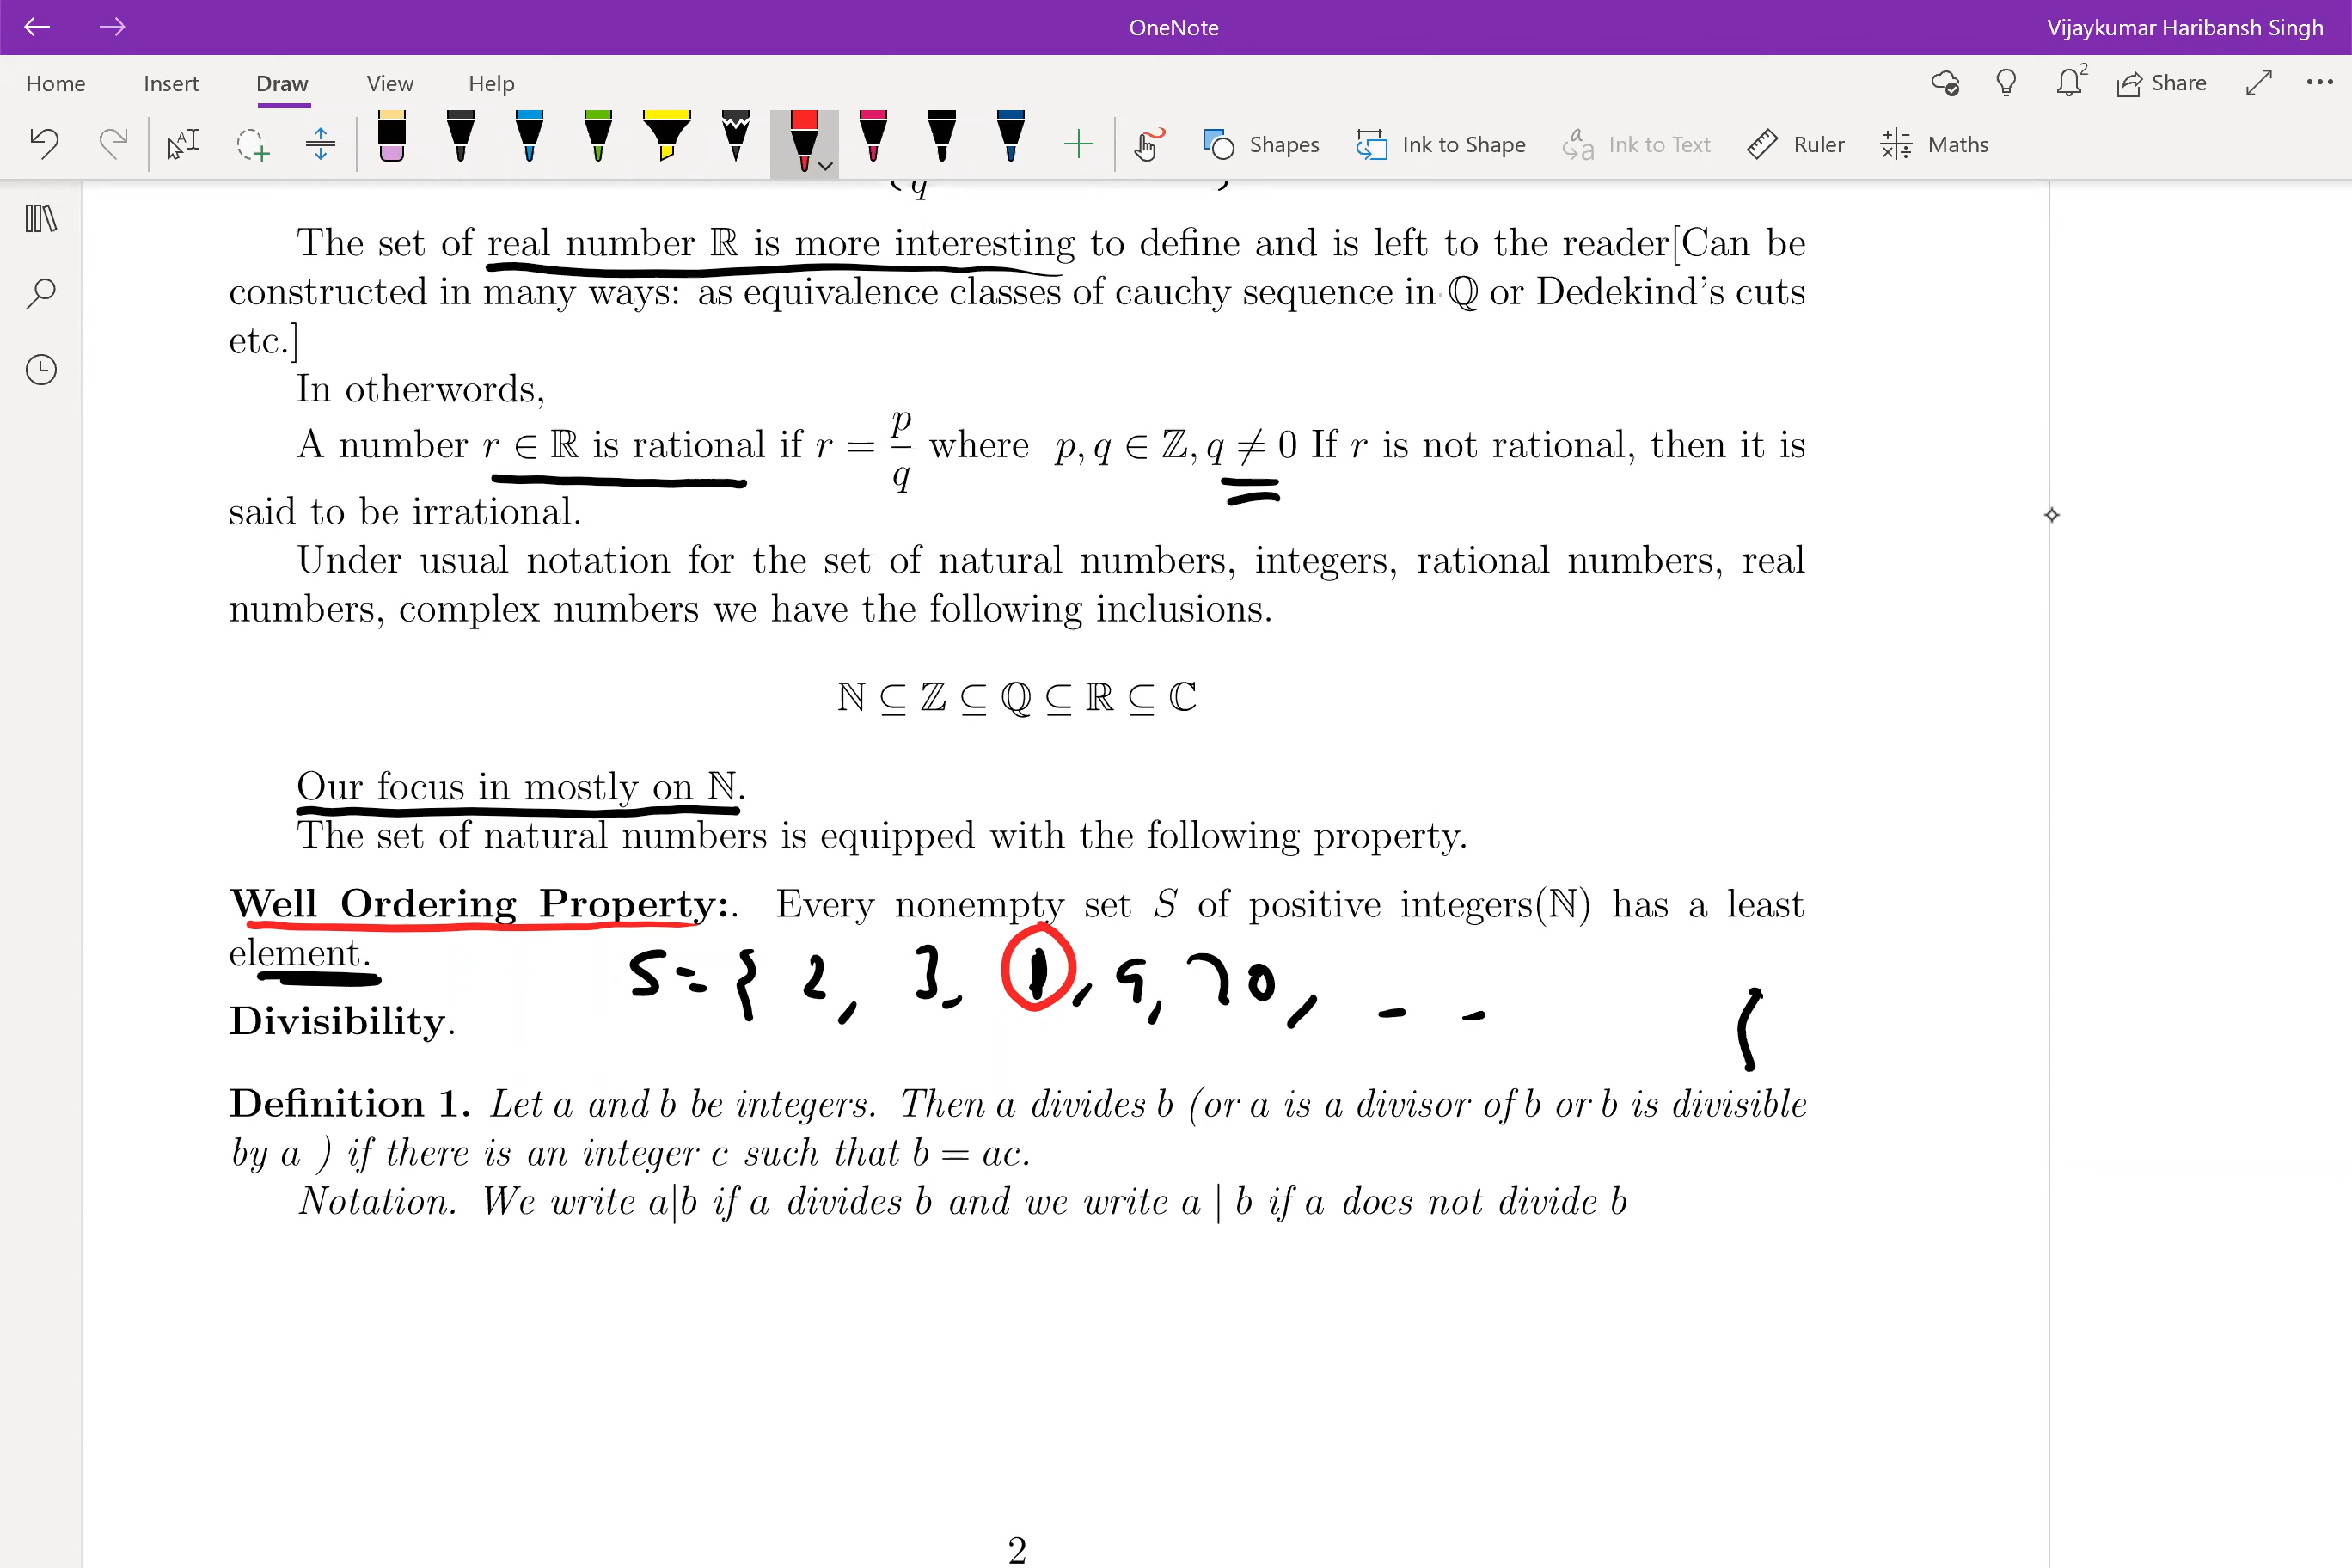 OneNote
Vijaykumar Haribansh Singh
Home Insert Draw View Help
2 Share
Shapes Ink to Shape Ink to Text Ruler Maths
q
The set of real number ℝ is more interesting to define and is left to the reader[Can be
constructed in many ways: as equivalence classes of cauchy sequence in ℚ or Dedekind's cuts
etc.]
In otherwords,
A number r ∈ ℝ is rational if r = p/q where p, q ∈ ℤ, q ≠ 0 If r is not rational, then it is
said to be irrational.
Under usual notation for the set of natural numbers, integers, rational numbers, real
numbers, complex numbers we have the following inclusions.
ℕ ⊆ ℤ ⊆ ℚ ⊆ ℝ ⊆ ℂ
Our focus in mostly on ℕ.
The set of natural numbers is equipped with the following property.
Well Ordering Property:. Every nonempty set S of positive integers(ℕ) has a least
element.
S = { 2, 3, 1, 9, 70, - -
Divisibility.
Definition 1. Let a and b be integers. Then a divides b (or a is a divisor of b or b is divisible
by a ) if there is an integer c such that b = ac.
Notation. We write a|b if a divides b and we write a | b if a does not divide b
2